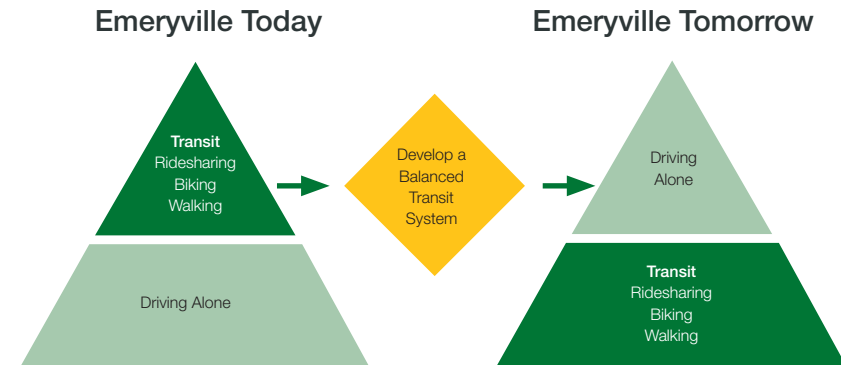 Emeryville Today
Emeryville Tomorrow
Transit
Ridesharing
Biking
Walking
Driving Alone
Develop a
Balanced
Transit
System
Driving
Alone
Transit
Ridesharing
Biking
Walking